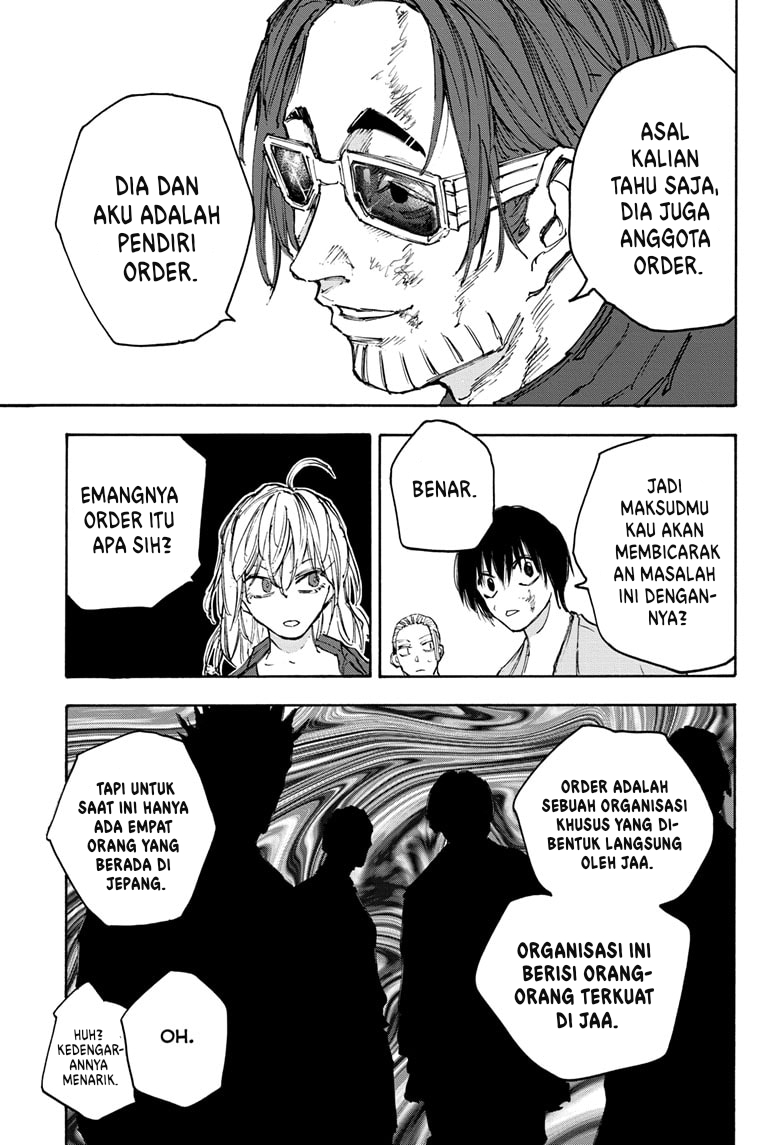 ASAL
KALIAN
TAHU SAJA,
DIA JUGA
ANGGOTA
ORDER.
DIA DAN
AKU ADALAH
PENDIRI
ORDER.
JADI
MAKSUDMU
KAU AKAN
MEMBICARAK
AN MASALAH
INI DENGAN-
NYA?
BENAR.
EMANGNYA
ORDER ITU
APA SIH?
ORDER ADALAH
SEBUAH ORGANISASI
KHUSUS YANG DI-
BENTUK LANGSUNG
OLEH JAA.
ORGANISASI INI
BERISI ORANG-
ORANG TERKUAT
DI JAA.
TAPI UNTUK
SAAT INI HANYA
ADA EMPAT
ORANG YANG
BERADA DI
JEPANG.
OH.
HUH?
KEDENGAR-
ANNYA
MENARIK.